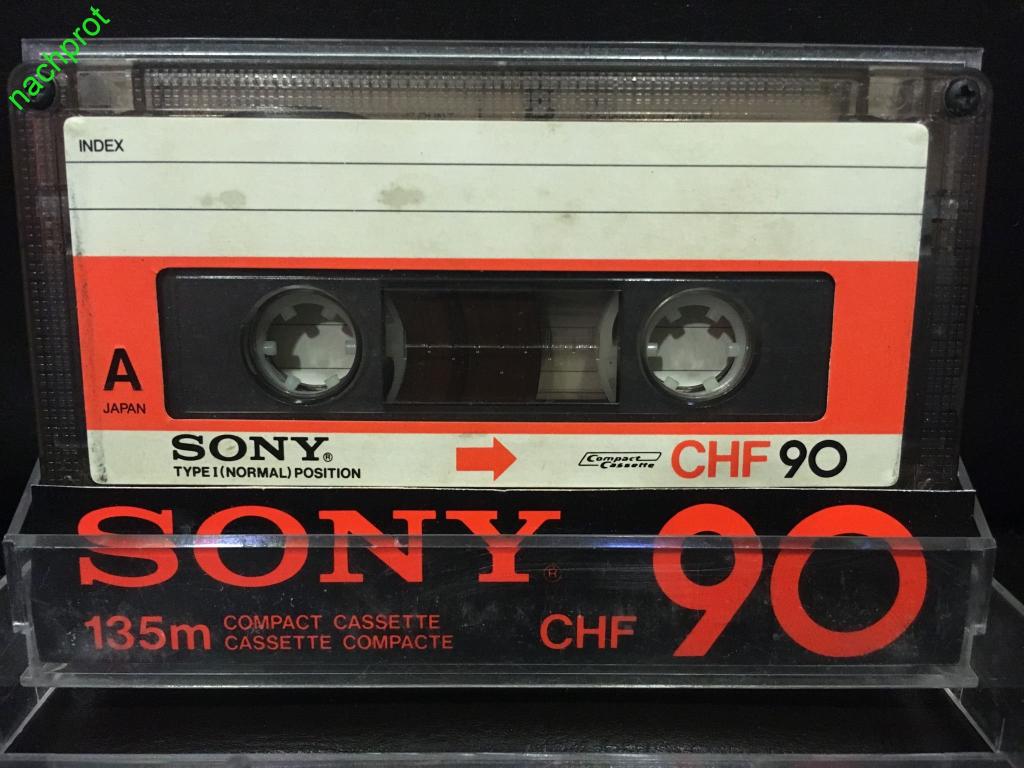 nachprot
INDEX
A
JAPAN
SONY®
TYPE I (NORMAL) POSITION
Compact
Cassette
CHF 90
SONY®
90
135m
COMPACT CASSETTE
CASSETTE COMPACTE
CHF